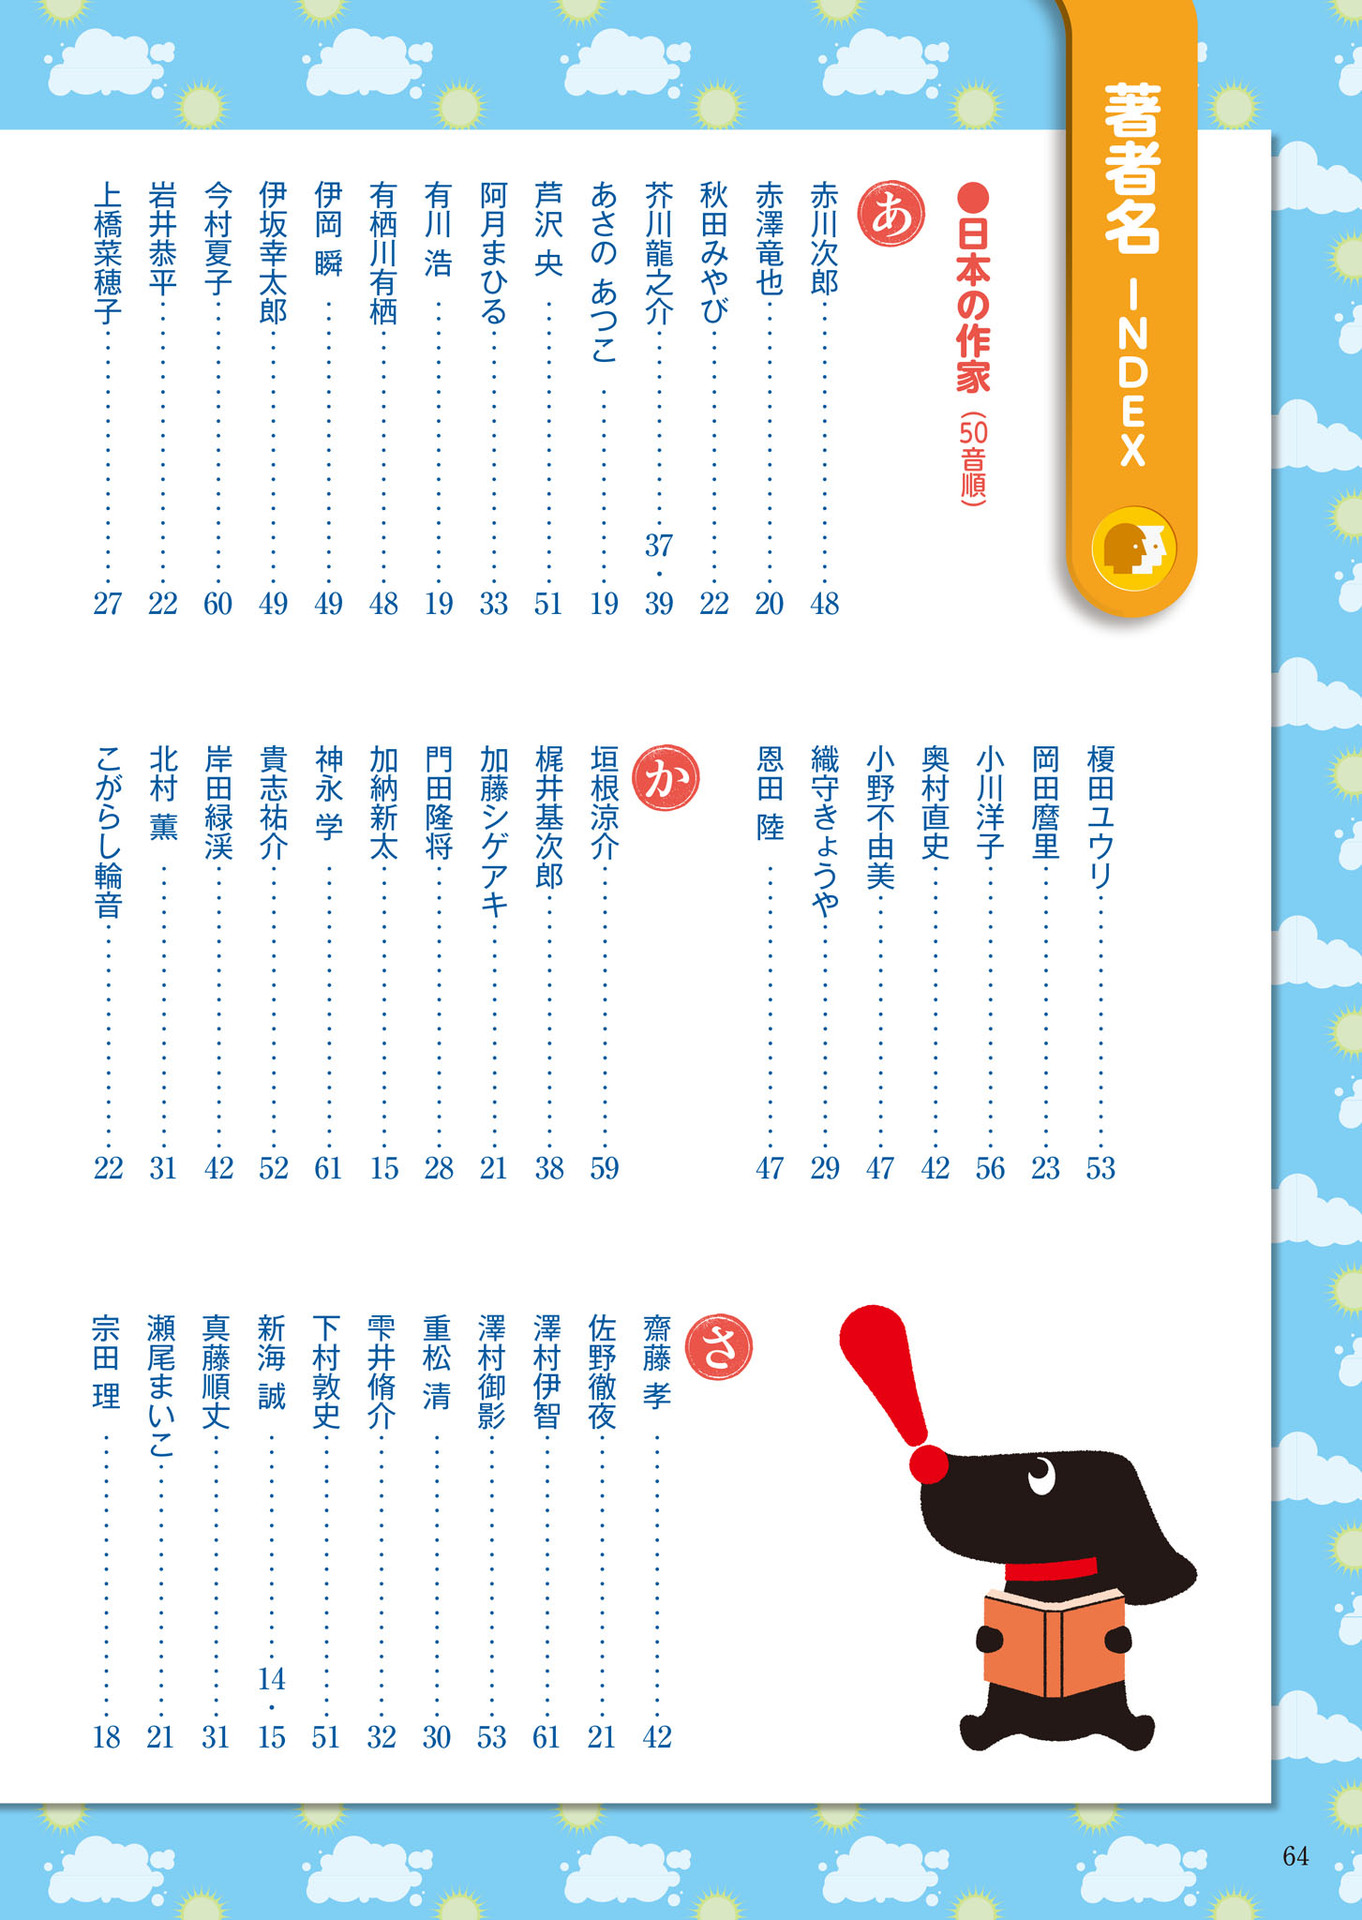 著者名 INDEX
●日本の作家（50音順）
あ
赤川次郎 48
赤澤竜也 20
秋田みやび 22
芥川龍之介 37・39
あさの あつこ 19
芦沢 央 51
阿月まひる 33
有川 浩 19
有栖川有栖 48
伊岡 瞬 49
伊坂幸太郎 49
今村夏子 60
岩井恭平 22
上橋菜穂子 27
榎田ユウリ 53
岡田麿里 23
小川洋子 56
奥村直史 42
小野不由美 47
織守きょうや 29
恩田 陸 47
か
垣根涼介 59
梶井基次郎 38
加藤シゲアキ 21
門田隆将 28
加納新太 15
神永 学 61
貴志祐介 52
岸田緑渓 42
北村 薫 31
こがらし輪音 22
さ
齋藤 孝 42
佐野徹夜 21
澤村伊智 61
澤村御影 53
重松 清 30
雫井脩介 32
下村敦史 51
新海 誠 14・15
真藤順丈 31
瀬尾まいこ 21
宗田 理 18
64